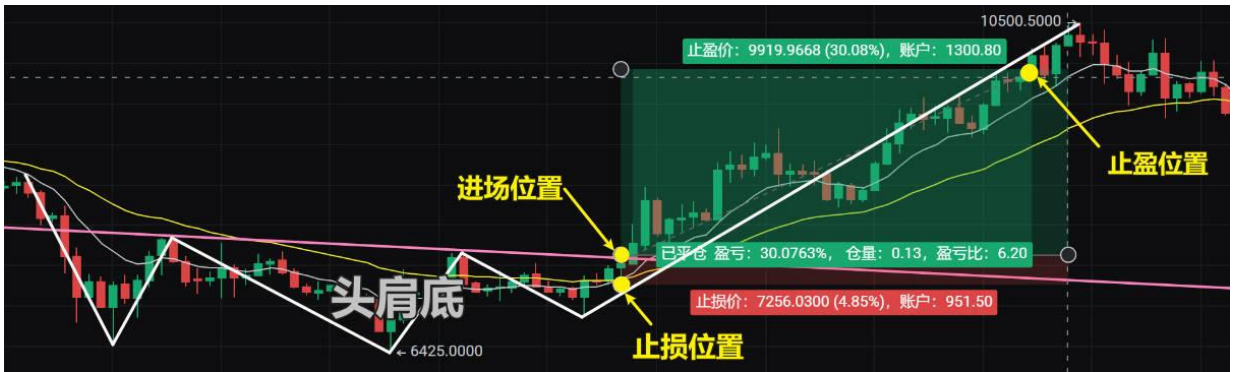 10500.5000
止盈价：9919.9668 (30.08%)，账户：1300.80
止盈位置
进场位置
已平仓 盈亏：30.0763%， 仓量：0.13，盈亏比：6.20
头肩底
止损价：7256.0300 (4.85%)，账户：951.50
止损位置
←6425.0000